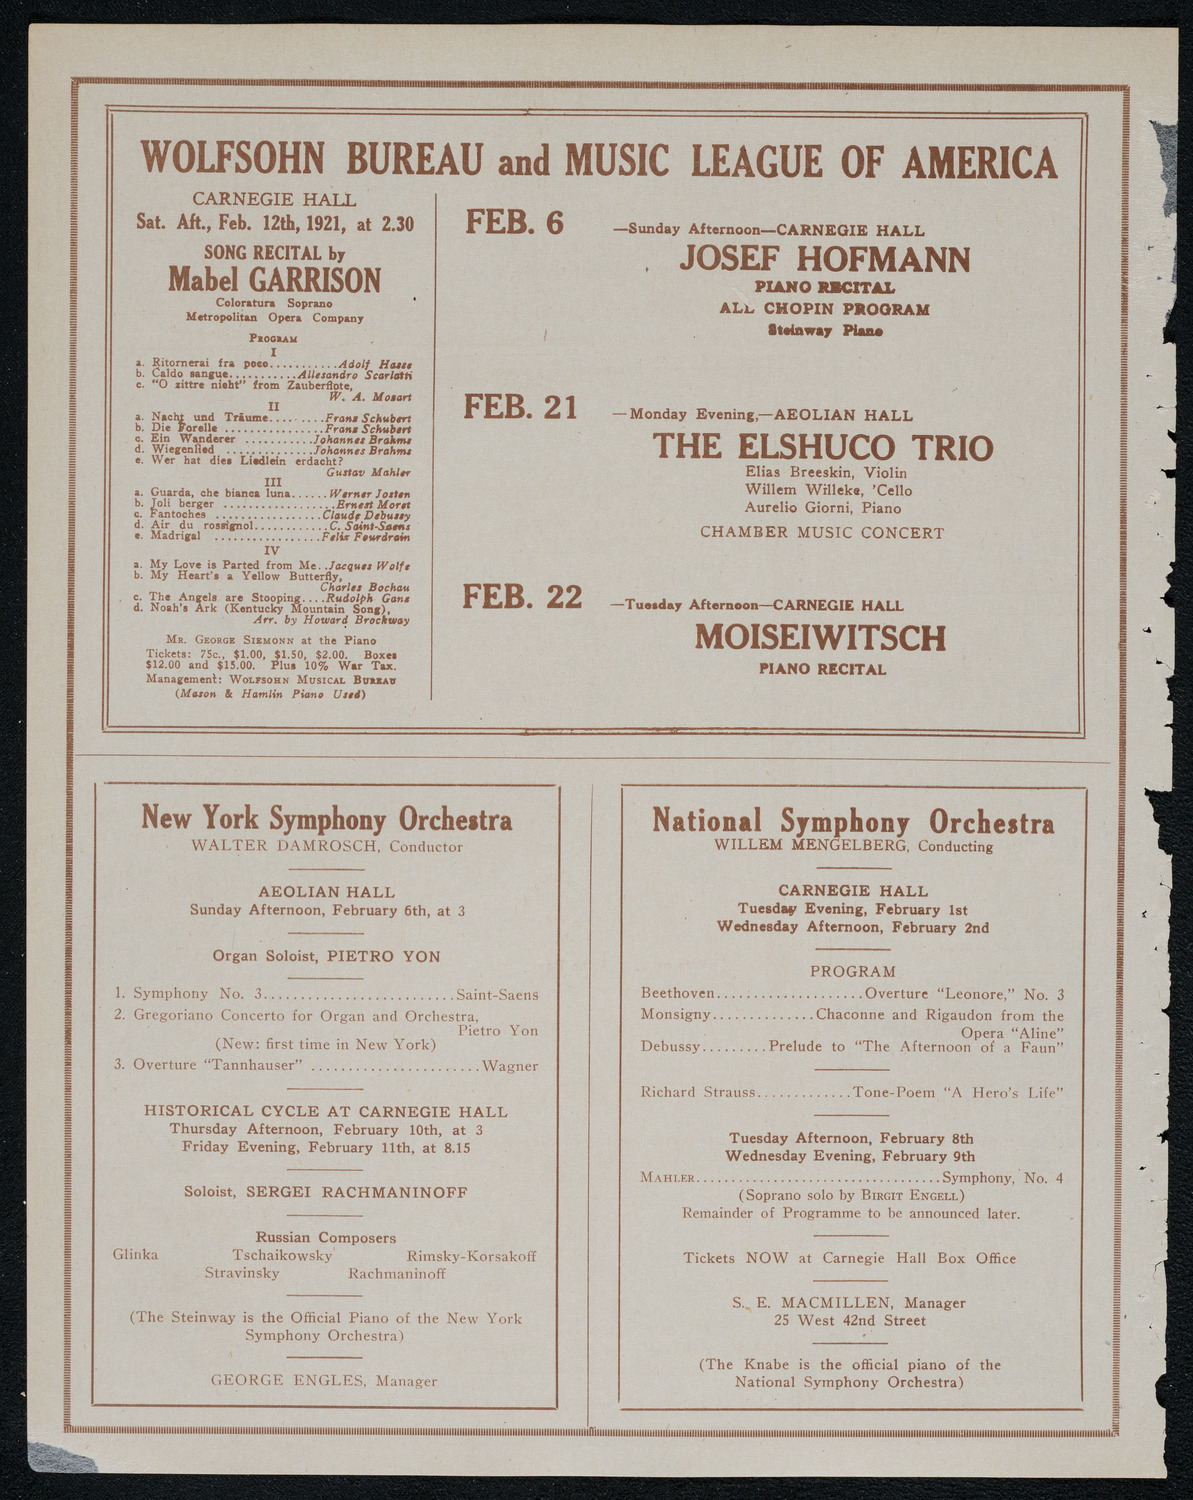 WOLFSOHN BUREAU and MUSIC LEAGUE OF AMERICA
CARNEGIE HALL
Sat. Aft., Feb. 12th, 1921, at 2.30
SONG RECITAL by
Mabel GARRISON
Coloratura Soprano
Metropolitan Opera Company
PROGRAM
I
a. Ritornerai fra poco...........Adolf Hasse
b. Caldo sangue...........Allesandro Scarlatti
c. "O zittre nicht" from Zauberflote,
W. A. Mozart
II
a. Nacht und Träume.........Franz Schubert
b. Die Forelle ................Franz Schubert
c. Ein Wanderer ...........Johannes Brahms
d. Wiegenlied ..............Johannes Brahms
e. Wer hat dies Liedlein erdacht?
Gustav Mahler
III
a. Guarda, che bianca luna......Werner Josten
b. Joli berger ..................Ernest Moret
c. Fantoches .................Claude Debussy
d. Air du rossignol............C. Saint-Saens
e. Madrigal .................Felix Fourdrain
IV
a. My Love is Parted from Me..Jacques Wolfe
b. My Heart's a Yellow Butterfly,
Charles Bochau
c. The Angels are Stooping....Rudolph Ganz
d. Noah's Ark (Kentucky Mountain Song),
Arr. by Howard Brockway
MR. GEORGE SIEMONN at the Piano
Tickets: 75c., $1.00, $1.50, $2.00. Boxes
$12.00 and $15.00. Plus 10% War Tax.
Management: WOLFSOHN MUSICAL BUREAU
(Mason & Hamlin Piano Used)
FEB. 6 —Sunday Afternoon—CARNEGIE HALL
JOSEF HOFMANN
PIANO RECITAL
ALL CHOPIN PROGRAM
Steinway Piano
FEB. 21 —Monday Evening,—AEOLIAN HALL
THE ELSHUCO TRIO
Elias Breeskin, Violin
Willem Willeke, 'Cello
Aurelio Giorni, Piano
CHAMBER MUSIC CONCERT
FEB. 22 —Tuesday Afternoon—CARNEGIE HALL
MOISEIWITSCH
PIANO RECITAL
New York Symphony Orchestra
WALTER DAMROSCH, Conductor
AEOLIAN HALL
Sunday Afternoon, February 6th, at 3
Organ Soloist, PIETRO YON
1. Symphony No. 3..........................Saint-Saens
2. Gregoriano Concerto for Organ and Orchestra,
Pietro Yon
(New: first time in New York)
3. Overture "Tannhauser" .......................Wagner
HISTORICAL CYCLE AT CARNEGIE HALL
Thursday Afternoon, February 10th, at 3
Friday Evening, February 11th, at 8.15
Soloist, SERGEI RACHMANINOFF
Russian Composers
Glinka Tschaikowsky Rimsky-Korsakoff
Stravinsky Rachmaninoff
(The Steinway is the Official Piano of the New York
Symphony Orchestra)
GEORGE ENGLES, Manager
National Symphony Orchestra
WILLEM MENGELBERG, Conducting
CARNEGIE HALL
Tuesday Evening, February 1st
Wednesday Afternoon, February 2nd
PROGRAM
Beethoven....................Overture "Leonore," No. 3
Monsigny..............Chaconne and Rigaudon from the
Opera "Aline"
Debussy.........Prelude to "The Afternoon of a Faun"
Richard Strauss.............Tone-Poem "A Hero's Life"
Tuesday Afternoon, February 8th
Wednesday Evening, February 9th
MAHLER..................................Symphony, No. 4
(Soprano solo by BIRGIT ENGELL)
Remainder of Programme to be announced later.
Tickets NOW at Carnegie Hall Box Office
S. E. MACMILLEN, Manager
25 West 42nd Street
(The Knabe is the official piano of the
National Symphony Orchestra)